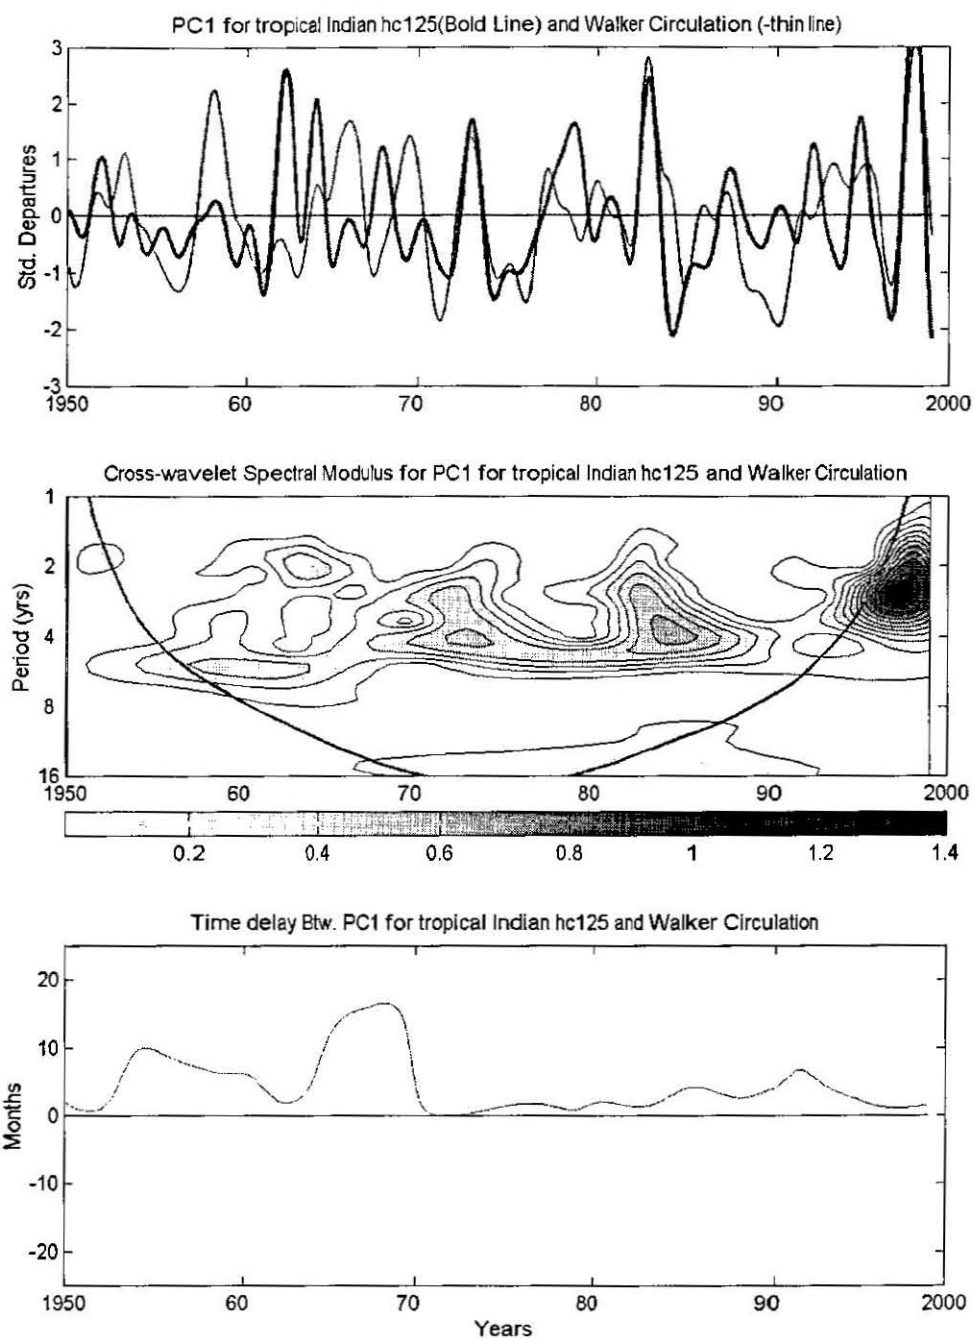 PC1 for tropical Indian hc125(Bold Line) and Walker Circulation (-thin line)
3
2
1
0
-1
-2
-3
Std. Departures
1950 60 70 80 90 2000
Cross-wavelet Spectral Modulus for PC1 for tropical Indian hc125 and Walker Circulation
1
2
4
8
16
Period (yrs)
1950 60 70 80 90 2000
0.2 0.4 0.6 0.8 1 1.2 1.4
Time delay Btw. PC1 for tropical Indian hc125 and Walker Circulation
20
10
0
-10
-20
Months
1950 60 70 80 90 2000
Years